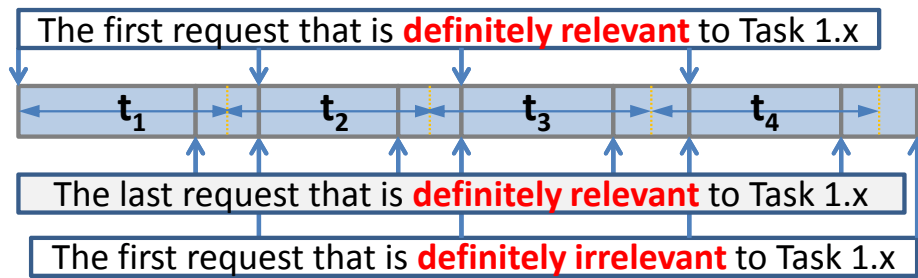 The first request that is definitely relevant to Task 1.x
t1 t2 t3 t4
The last request that is definitely relevant to Task 1.x
The first request that is definitely irrelevant to Task 1.x